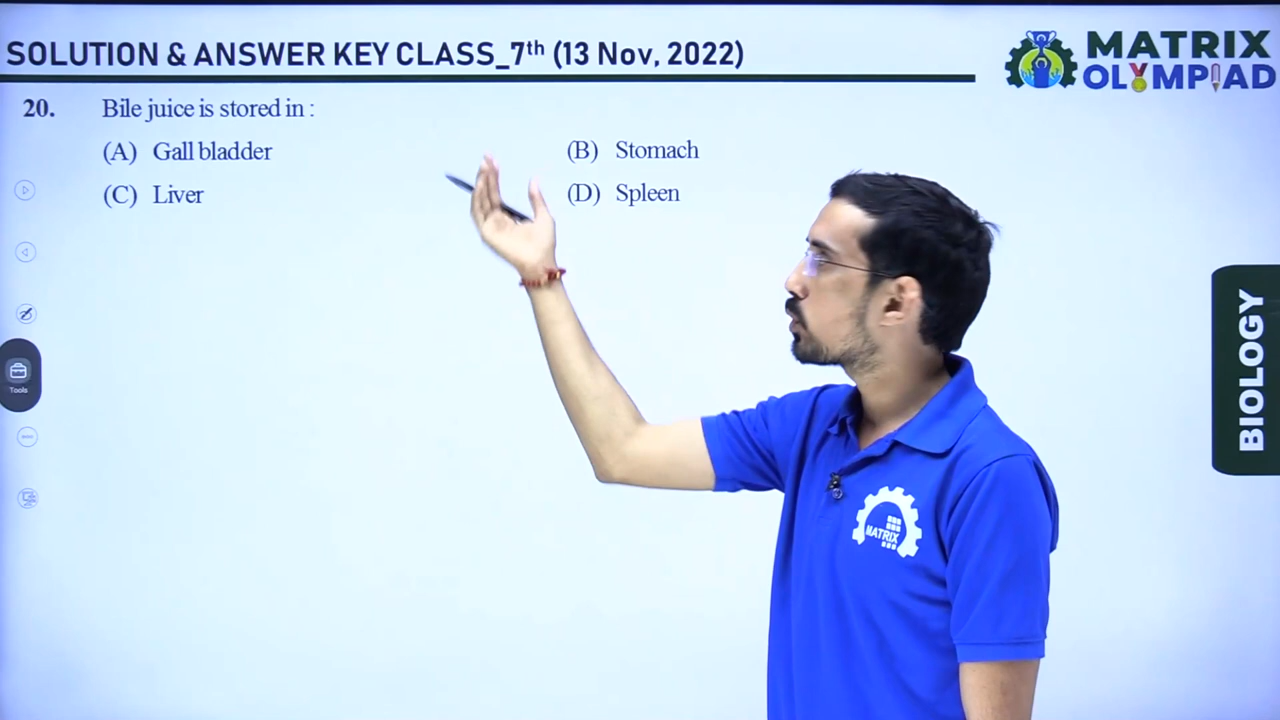 SOLUTION & ANSWER KEY CLASS_7th (13 Nov, 2022)
MATRIX
OLYMPIAD
20. Bile juice is stored in :
(A) Gall bladder (B) Stomach
(C) Liver (D) Spleen
Tools
BIOLOGY
MATRIX